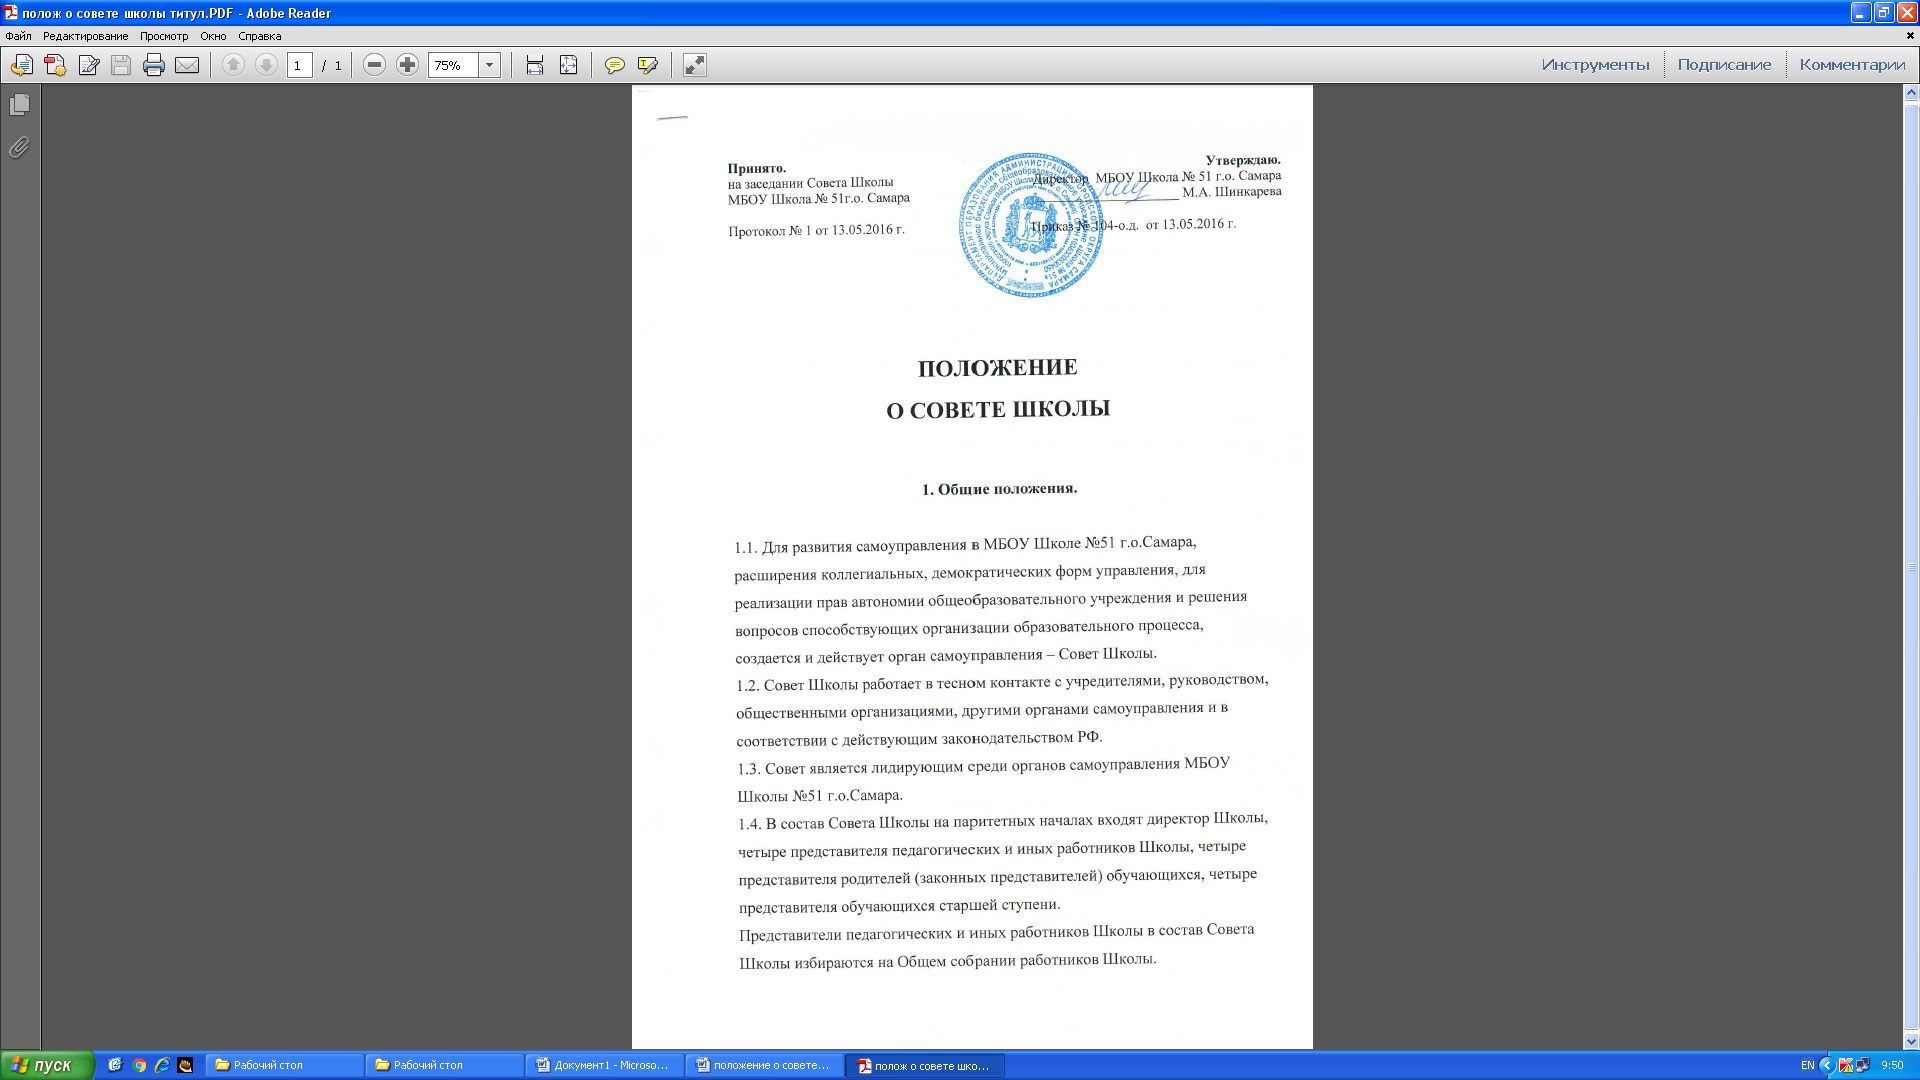 полож о совете школы титул.PDF - Adobe Reader
Файл Редактирование Просмотр Окно Справка
1 / 1 75% Инструменты Подписание Комментарии
Принято.
на заседании Совета Школы
МБОУ Школа № 51г.о. Самара
Протокол № 1 от 13.05.2016 г.
Утверждаю.
Директор МБОУ Школа № 51 г.о. Самара
М.А. Шинкарева
Приказ № 104-о.д. от 13.05.2016 г.
ПОЛОЖЕНИЕ
О СОВЕТЕ ШКОЛЫ
1. Общие положения.
1.1. Для развития самоуправления в МБОУ Школе №51 г.о.Самара,
расширения коллегиальных, демократических форм управления, для
реализации прав автономии общеобразовательного учреждения и решения
вопросов способствующих организации образовательного процесса,
создается и действует орган самоуправления – Совет Школы.
1.2. Совет Школы работает в тесном контакте с учредителями, руководством,
общественными организациями, другими органами самоуправления и в
соответствии с действующим законодательством РФ.
1.3. Совет является лидирующим среди органов самоуправления МБОУ
Школы №51 г.о.Самара.
1.4. В состав Совета Школы на паритетных началах входят директор Школы,
четыре представителя педагогических и иных работников Школы, четыре
представителя родителей (законных представителей) обучающихся, четыре
представителя обучающихся старшей ступени.
Представители педагогических и иных работников Школы в состав Совета
Школы избираются на Общем собрании работников Школы.
пуск Рабочий стол Рабочий стол Документ1 - Microso... положение о совете... полож о совете шко... EN 9:50